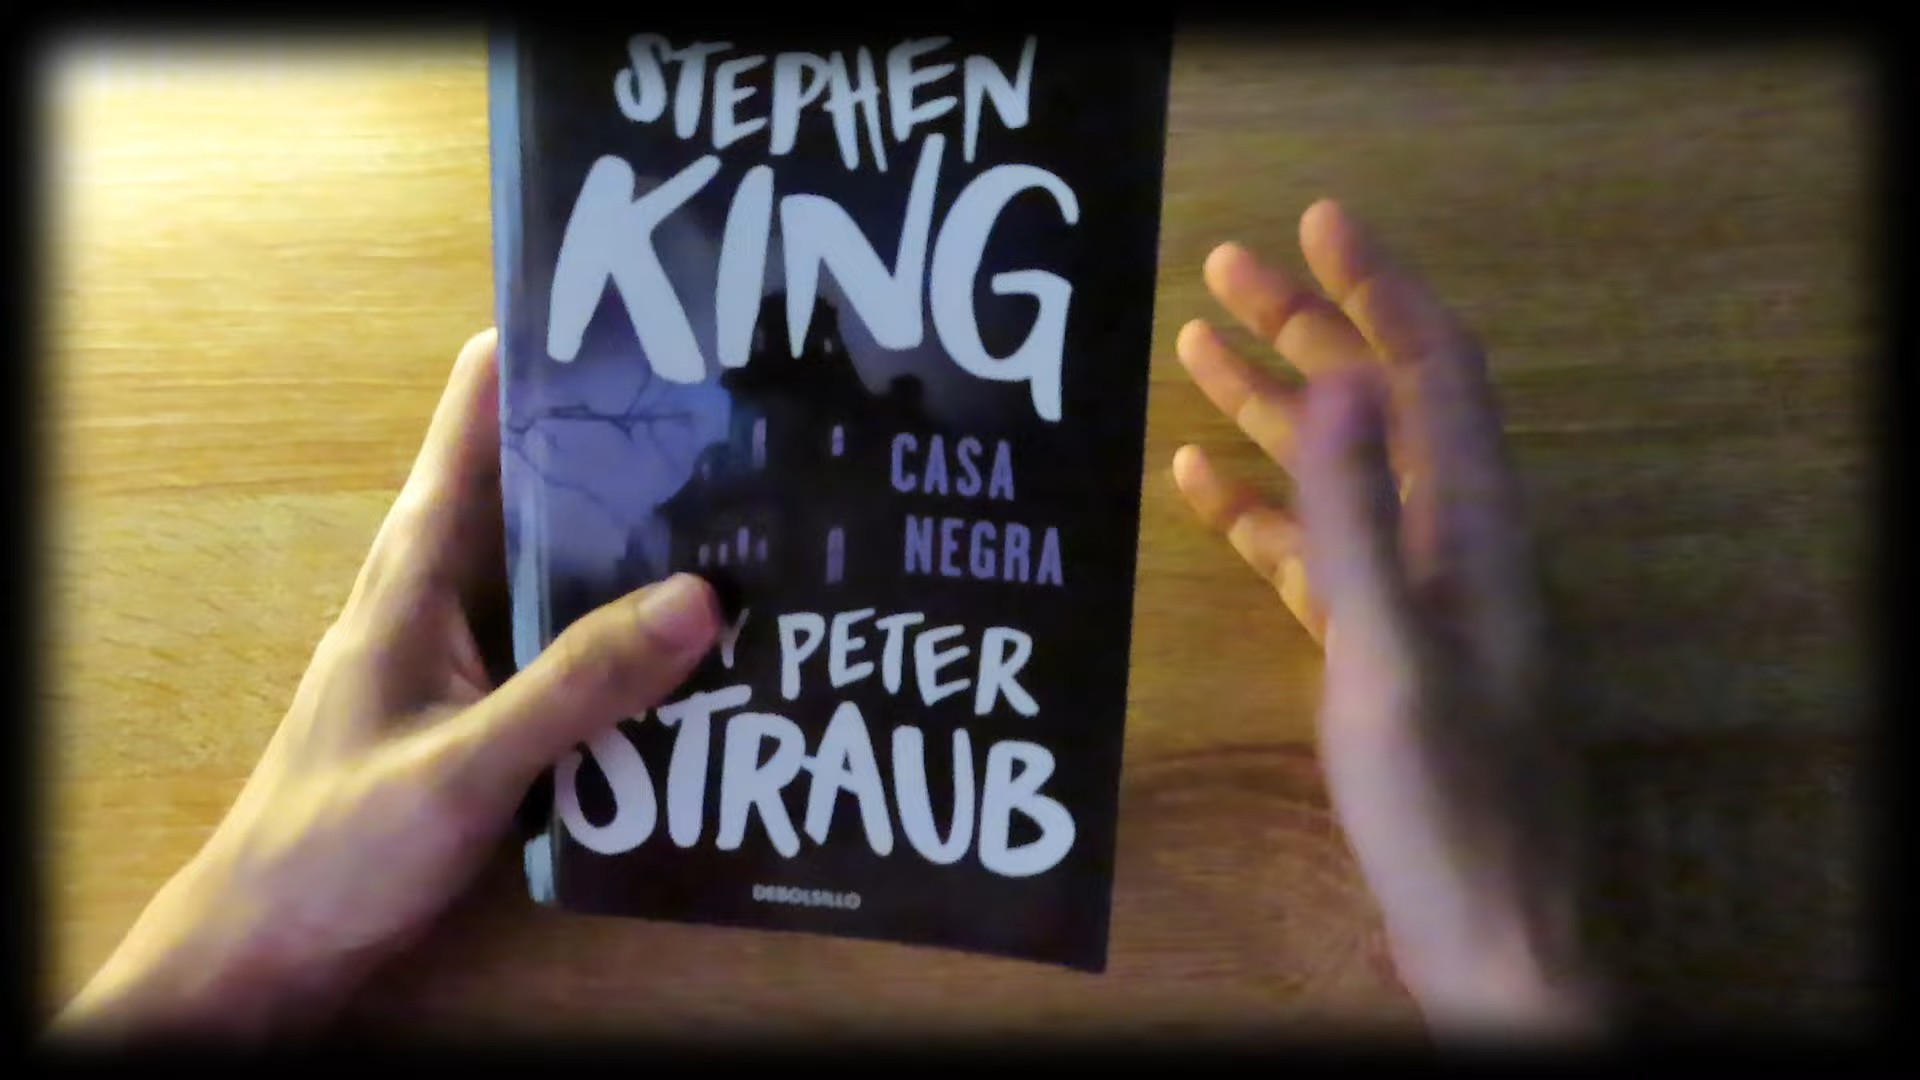 STEPHEN
KING
CASA
NEGRA
Y PETER
STRAUB
DEBOLSILLO